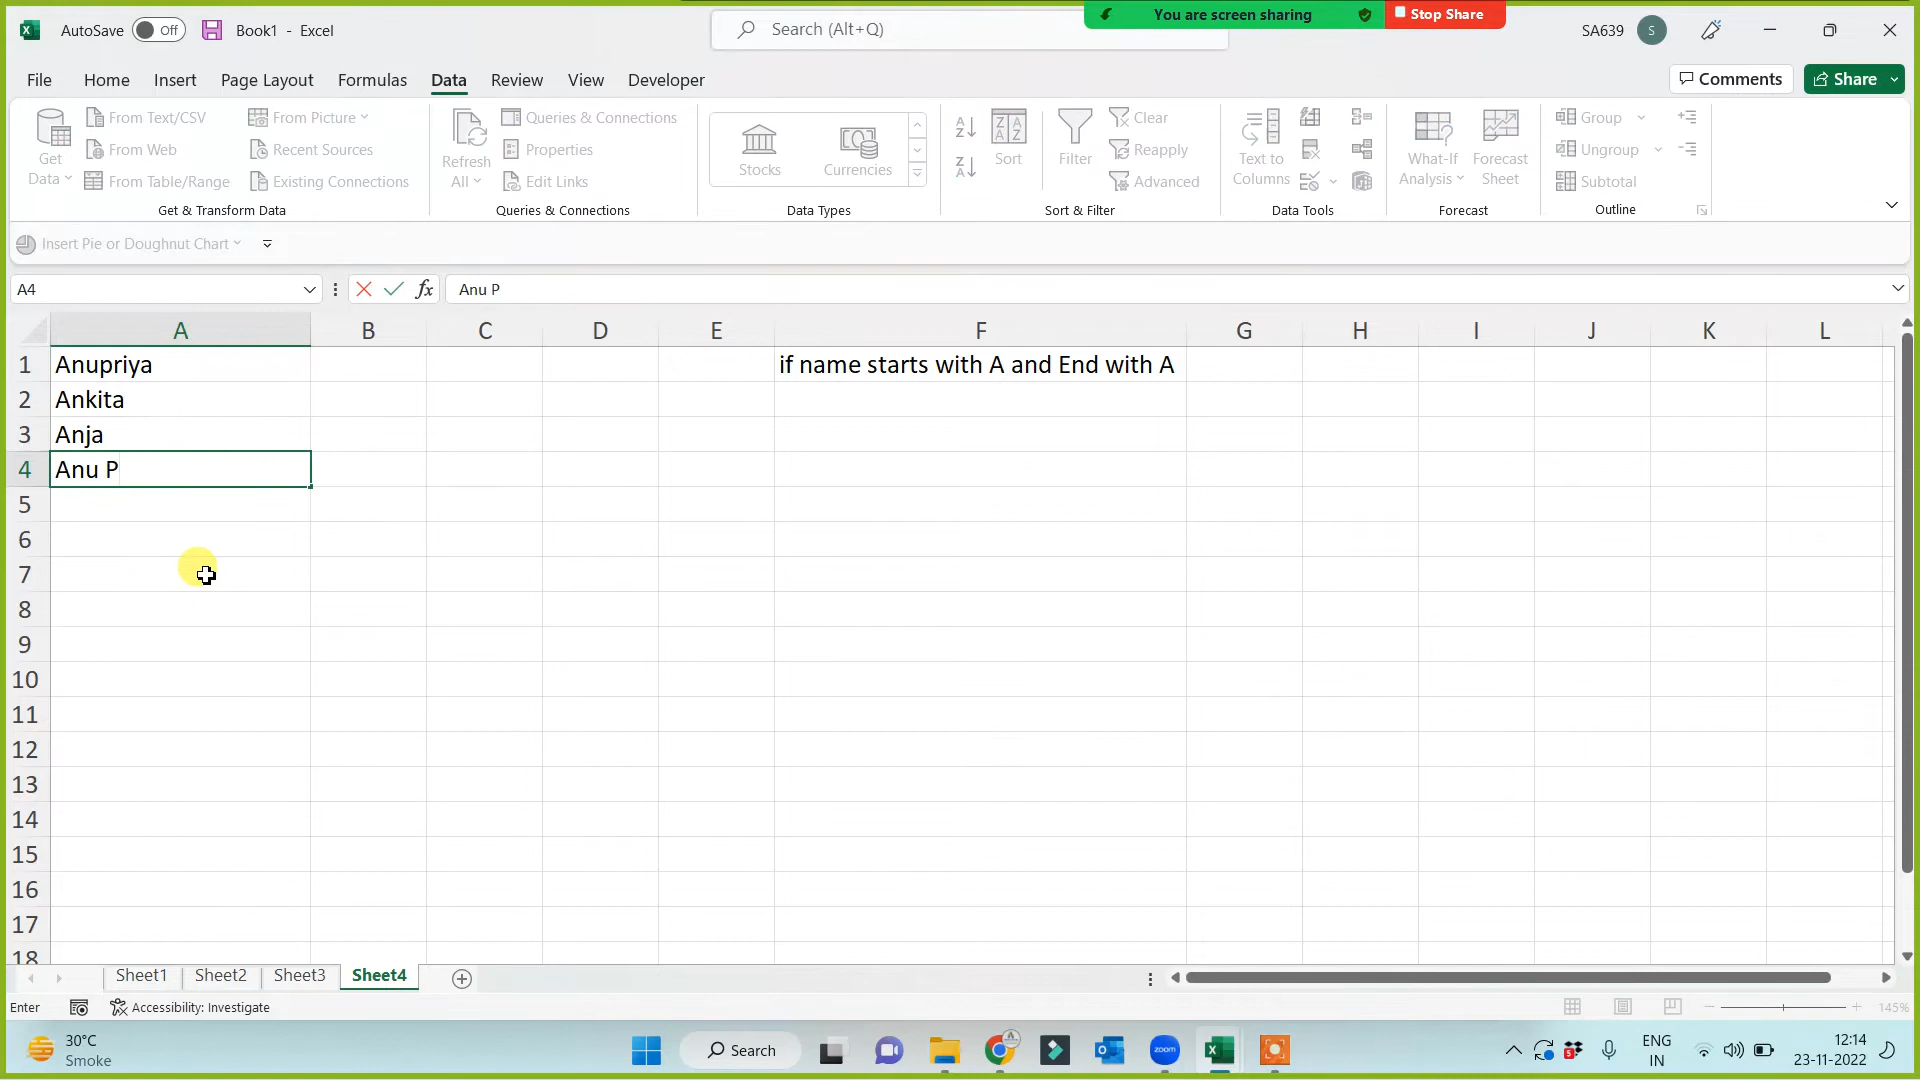 You are screen sharing
Stop Share
AutoSave Off Book1 - Excel
Search (Alt+Q)
SA639 S
File Home Insert Page Layout Formulas Data Review View Developer
Comments Share
Get Data
From Text/CSV
From Web
From Table/Range
From Picture
Recent Sources
Existing Connections
Get & Transform Data
Refresh All
Queries & Connections
Properties
Edit Links
Queries & Connections
Stocks Currencies
Data Types
Sort
Filter
Clear
Reapply
Advanced
Sort & Filter
Text to Columns
Data Tools
What-If Analysis
Forecast Sheet
Forecast
Group
Ungroup
Subtotal
Outline
Insert Pie or Doughnut Chart
A4 fx Anu P
A B C D E F G H I J K L
1 Anupriya if name starts with A and End with A
2 Ankita
3 Anja
4 Anu P
5
6
7
8
9
10
11
12
13
14
15
16
17
18
Sheet1 Sheet2 Sheet3 Sheet4
Enter Accessibility: Investigate 145%
30°C
Smoke
Search
zoom
ENG
IN
12:14
23-11-2022